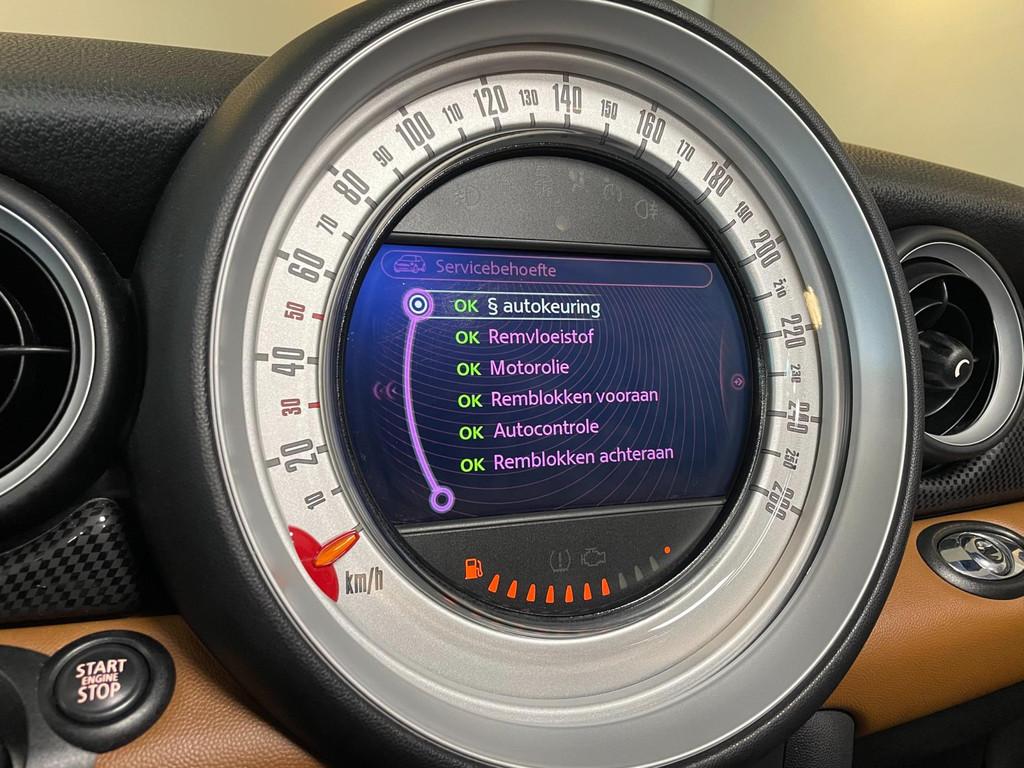 10
20
30
40
50
60
70
80
90
100
110
120
130
140
150
160
170
180
190
200
210
220
230
240
250
260
km/h
Servicebehoefte
OK § autokeuring
OK Remvloeistof
OK Motorolie
OK Remblokken vooraan
OK Autocontrole
OK Remblokken achteraan
START
ENGINE
STOP